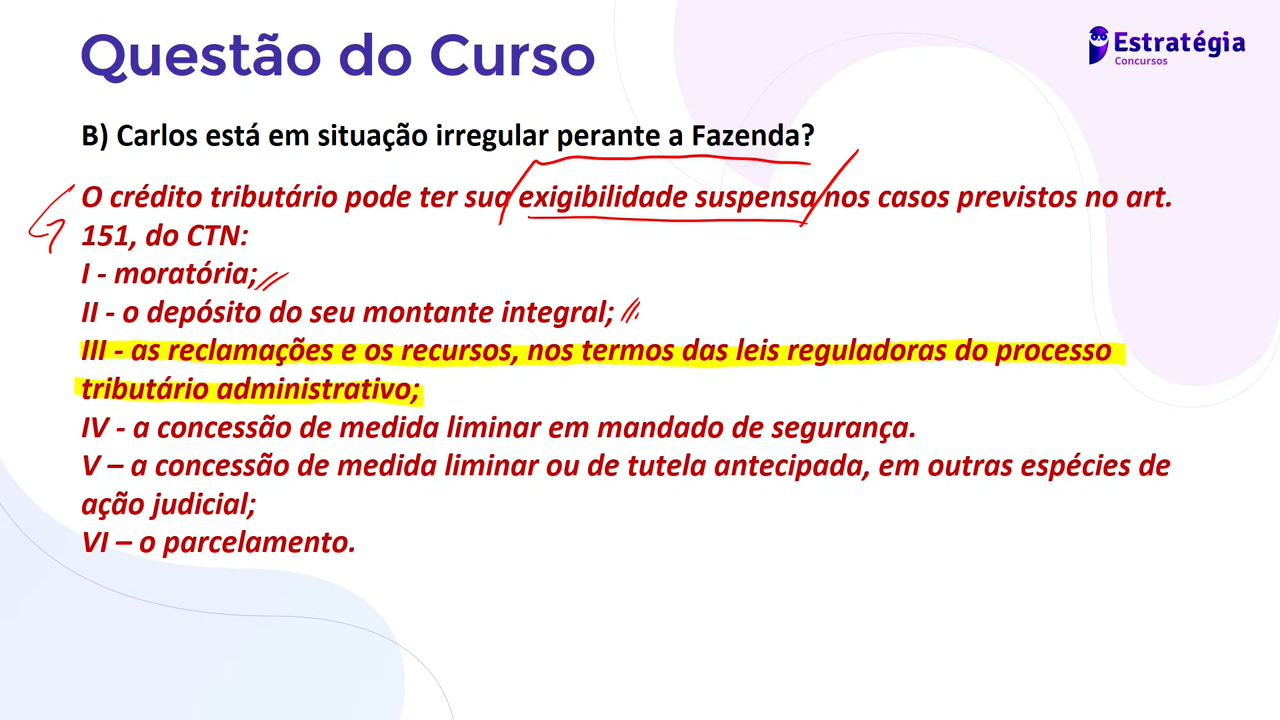 Questão do Curso
Estratégia
Concursos
B) Carlos está em situação irregular perante a Fazenda?
O crédito tributário pode ter sua exigibilidade suspensa nos casos previstos no art.
151, do CTN:
I - moratória;
II - o depósito do seu montante integral;
III - as reclamações e os recursos, nos termos das leis reguladoras do processo
tributário administrativo;
IV - a concessão de medida liminar em mandado de segurança.
V – a concessão de medida liminar ou de tutela antecipada, em outras espécies de
ação judicial;
VI – o parcelamento.